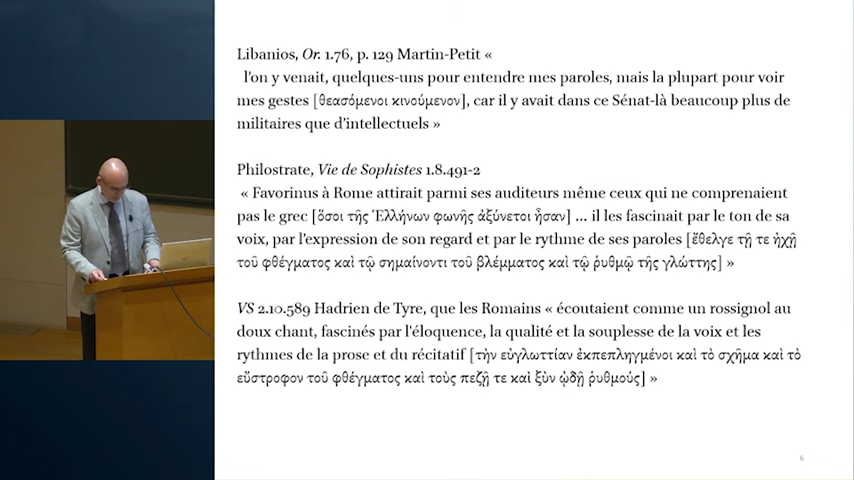 Libanios, Or. 1.76, p. 129 Martin-Petit «
l'on y venait, quelques-uns pour entendre mes paroles, mais la plupart pour voir
mes gestes [θεασόμενοι κινούμενον], car il y avait dans ce Sénat-là beaucoup plus de
militaires que d'intellectuels »
Philostrate, Vie de Sophistes 1.8.491-2
« Favorinus à Rome attirait parmi ses auditeurs même ceux qui ne comprenaient
pas le grec [ὅσοι τῆς Ἑλλήνων φωνῆς ἀξύνετοι ἦσαν] ... il les fascinait par le ton de sa
voix, par l'expression de son regard et par le rythme de ses paroles [ἔθελγε τῇ τε ἠχῇ
τοῦ φθέγματος καὶ τῷ σημαίνοντι τοῦ βλέμματος καὶ τῷ ῥυθμῷ τῆς γλώττης] »
VS 2.10.589 Hadrien de Tyre, que les Romains « écoutaient comme un rossignol au
doux chant, fascinés par l'éloquence, la qualité et la souplesse de la voix et les
rythmes de la prose et du récitatif [τὴν εὐγλωττίαν ἐκπεπληγμένοι καὶ τὸ σχῆμα καὶ τὸ
εὔστροφον τοῦ φθέγματος καὶ τοὺς πεζῇ τε καὶ ξὺν ᾠδῇ ῥυθμούς] »
6